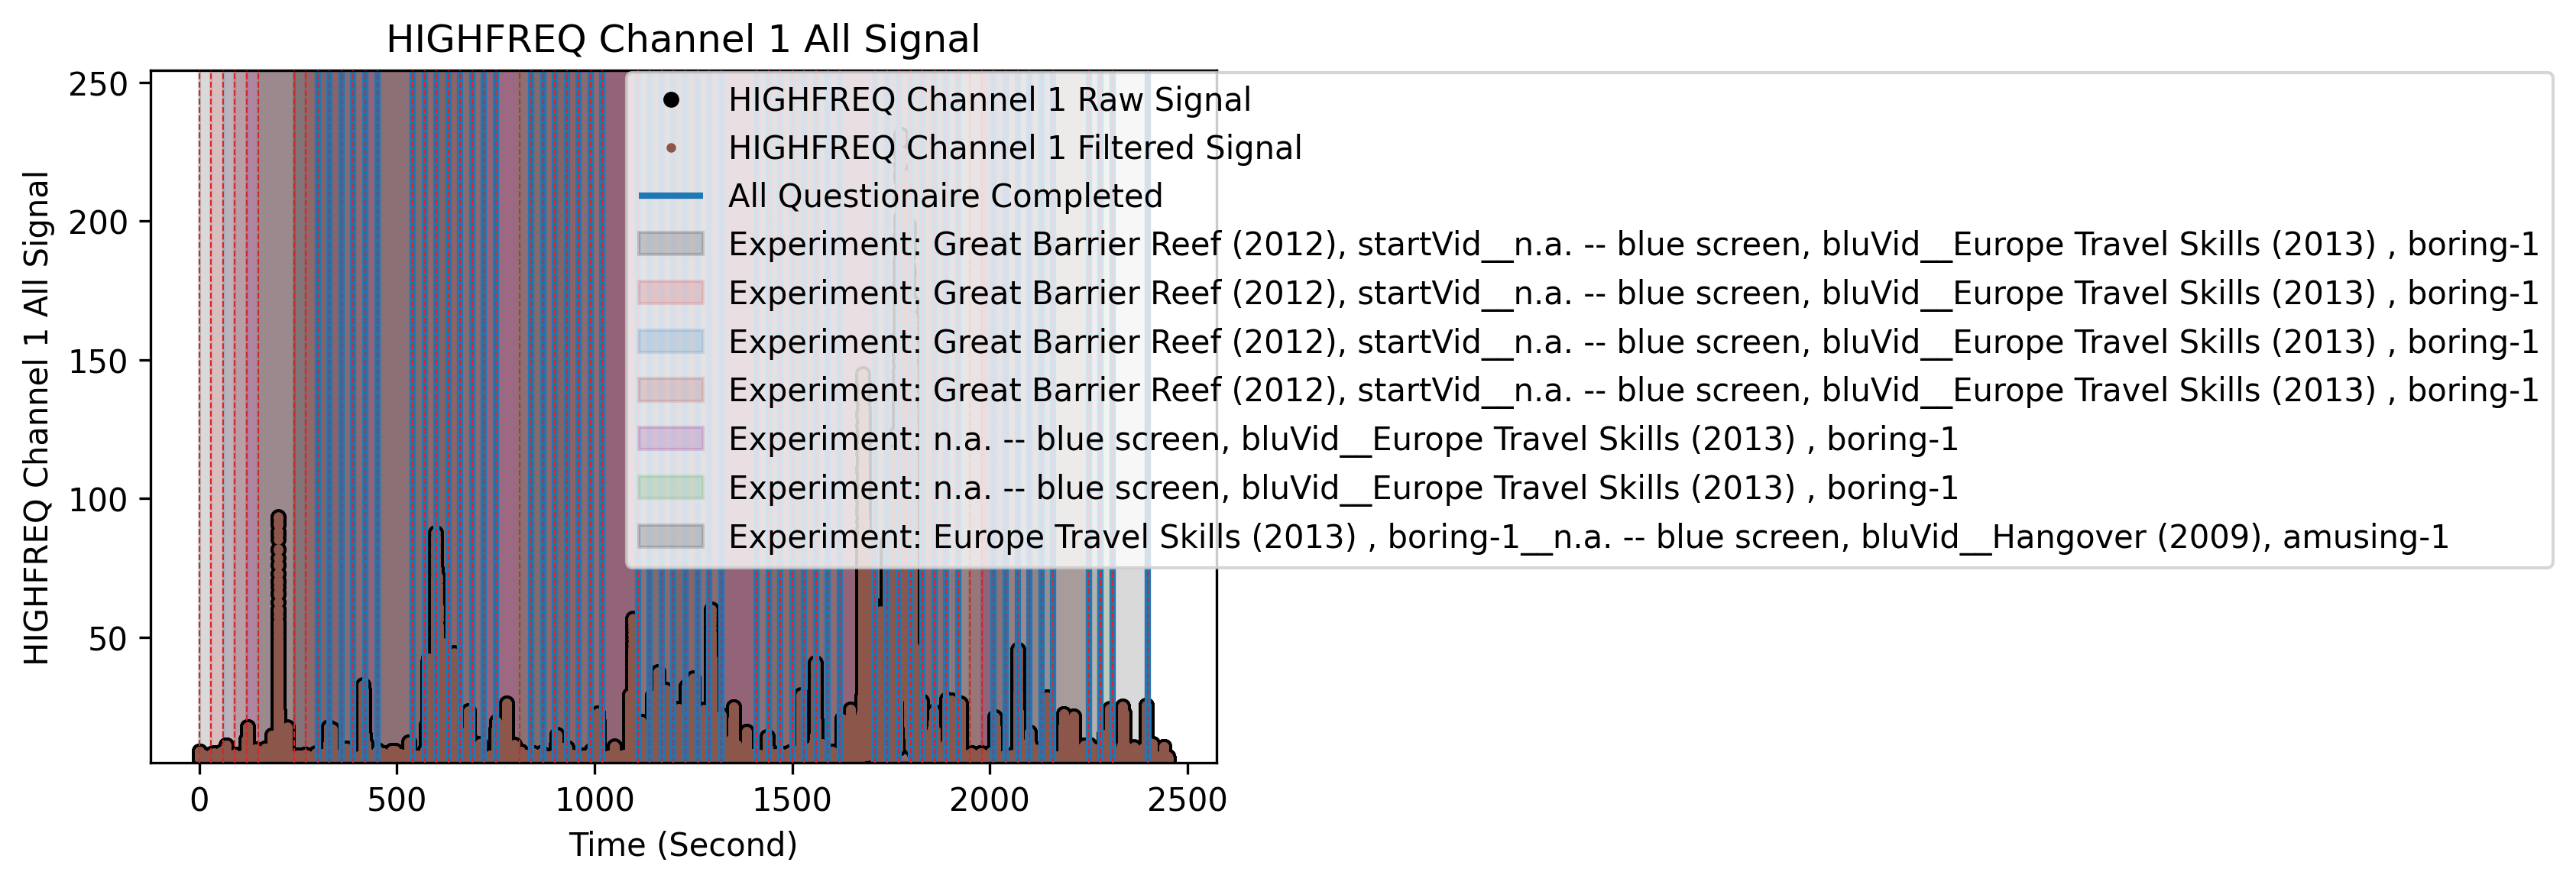 HIGHFREQ Channel 1 All Signal
HIGHFREQ Channel 1 All Signal
250
200
150
100
50
0
500
1000
1500
2000
2500
Time (Second)
HIGHFREQ Channel 1 Raw Signal
HIGHFREQ Channel 1 Filtered Signal
All Questionaire Completed
Experiment: Great Barrier Reef (2012), startVid__n.a. -- blue screen, bluVid__Europe Travel Skills (2013) , boring-1
Experiment: Great Barrier Reef (2012), startVid__n.a. -- blue screen, bluVid__Europe Travel Skills (2013) , boring-1
Experiment: Great Barrier Reef (2012), startVid__n.a. -- blue screen, bluVid__Europe Travel Skills (2013) , boring-1
Experiment: Great Barrier Reef (2012), startVid__n.a. -- blue screen, bluVid__Europe Travel Skills (2013) , boring-1
Experiment: n.a. -- blue screen, bluVid__Europe Travel Skills (2013) , boring-1
Experiment: n.a. -- blue screen, bluVid__Europe Travel Skills (2013) , boring-1
Experiment: Europe Travel Skills (2013) , boring-1__n.a. -- blue screen, bluVid__Hangover (2009), amusing-1